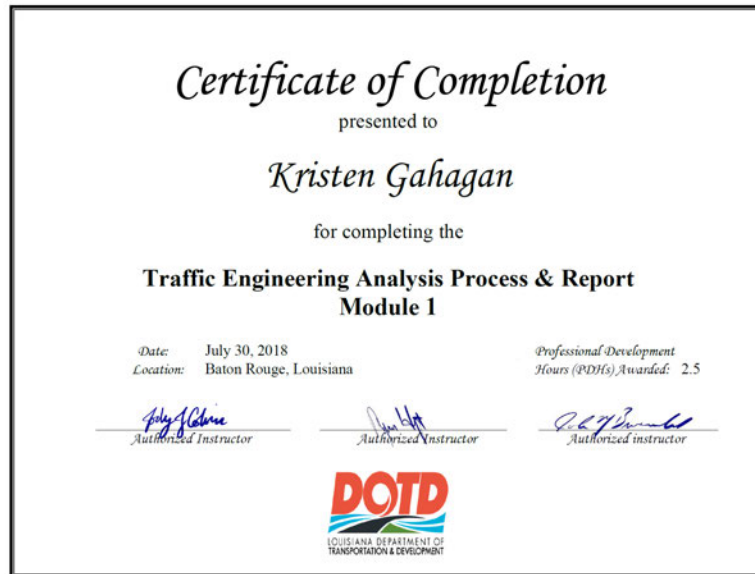 Certificate of Completion
presented to
Kristen Gahagan
for completing the
Traffic Engineering Analysis Process & Report
Module 1
Date: July 30, 2018
Location: Baton Rouge, Louisiana
Professional Development
Hours (PDHs) Awarded: 2.5
Authorized Instructor
Authorized Instructor
Authorized instructor
DOTD
LOUISIANA DEPARTMENT OF
TRANSPORTATION & DEVELOPMENT